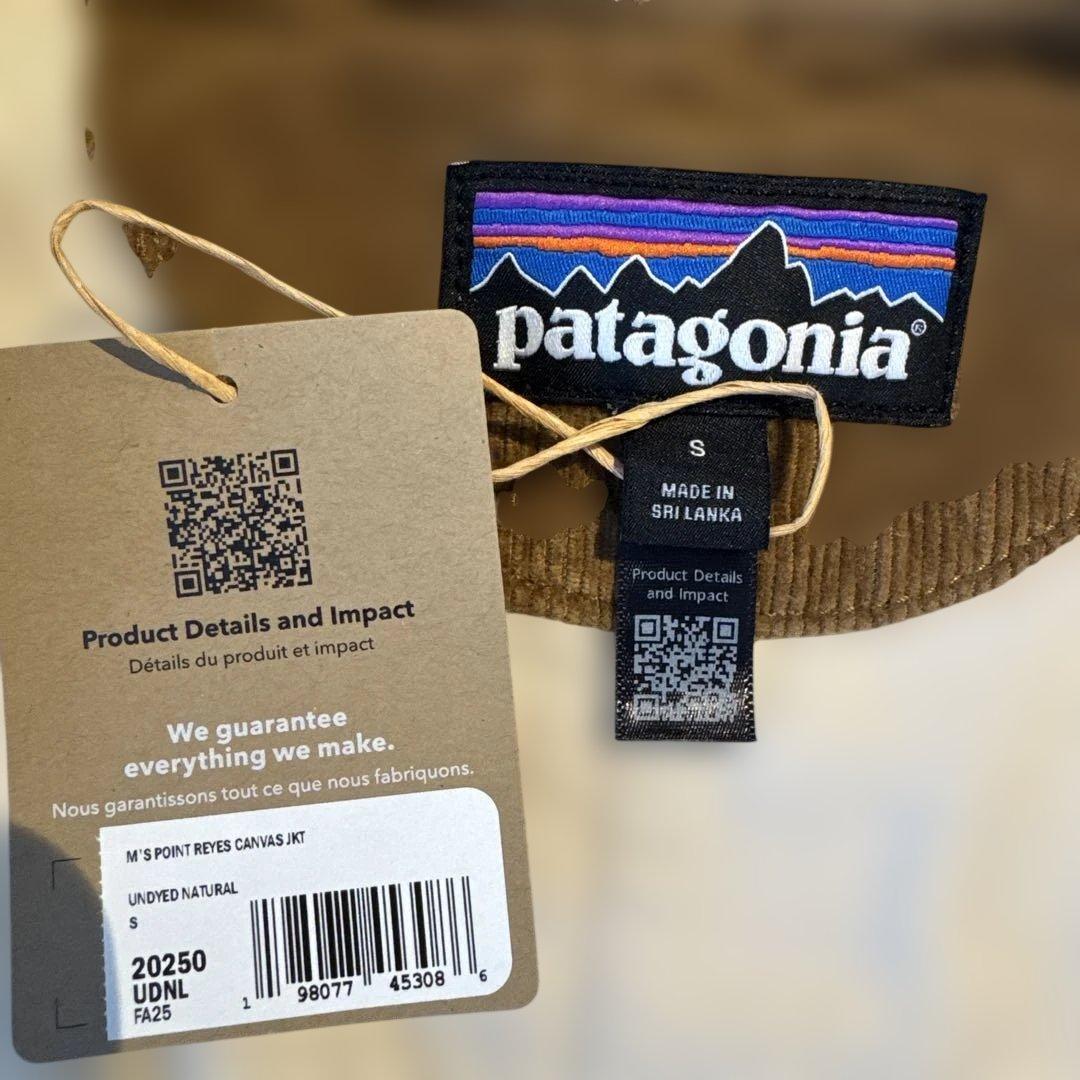 patagonia®
S
MADE IN
SRI LANKA
Product Details
and Impact
Product Details and Impact
Détails du produit et impact
We guarantee
everything we make.
Nous garantissons tout ce que nous fabriquons.
M'S POINT REYES CANVAS JKT
UNDYED NATURAL
S
20250
UDNL
FA25
1 98077 45308 6